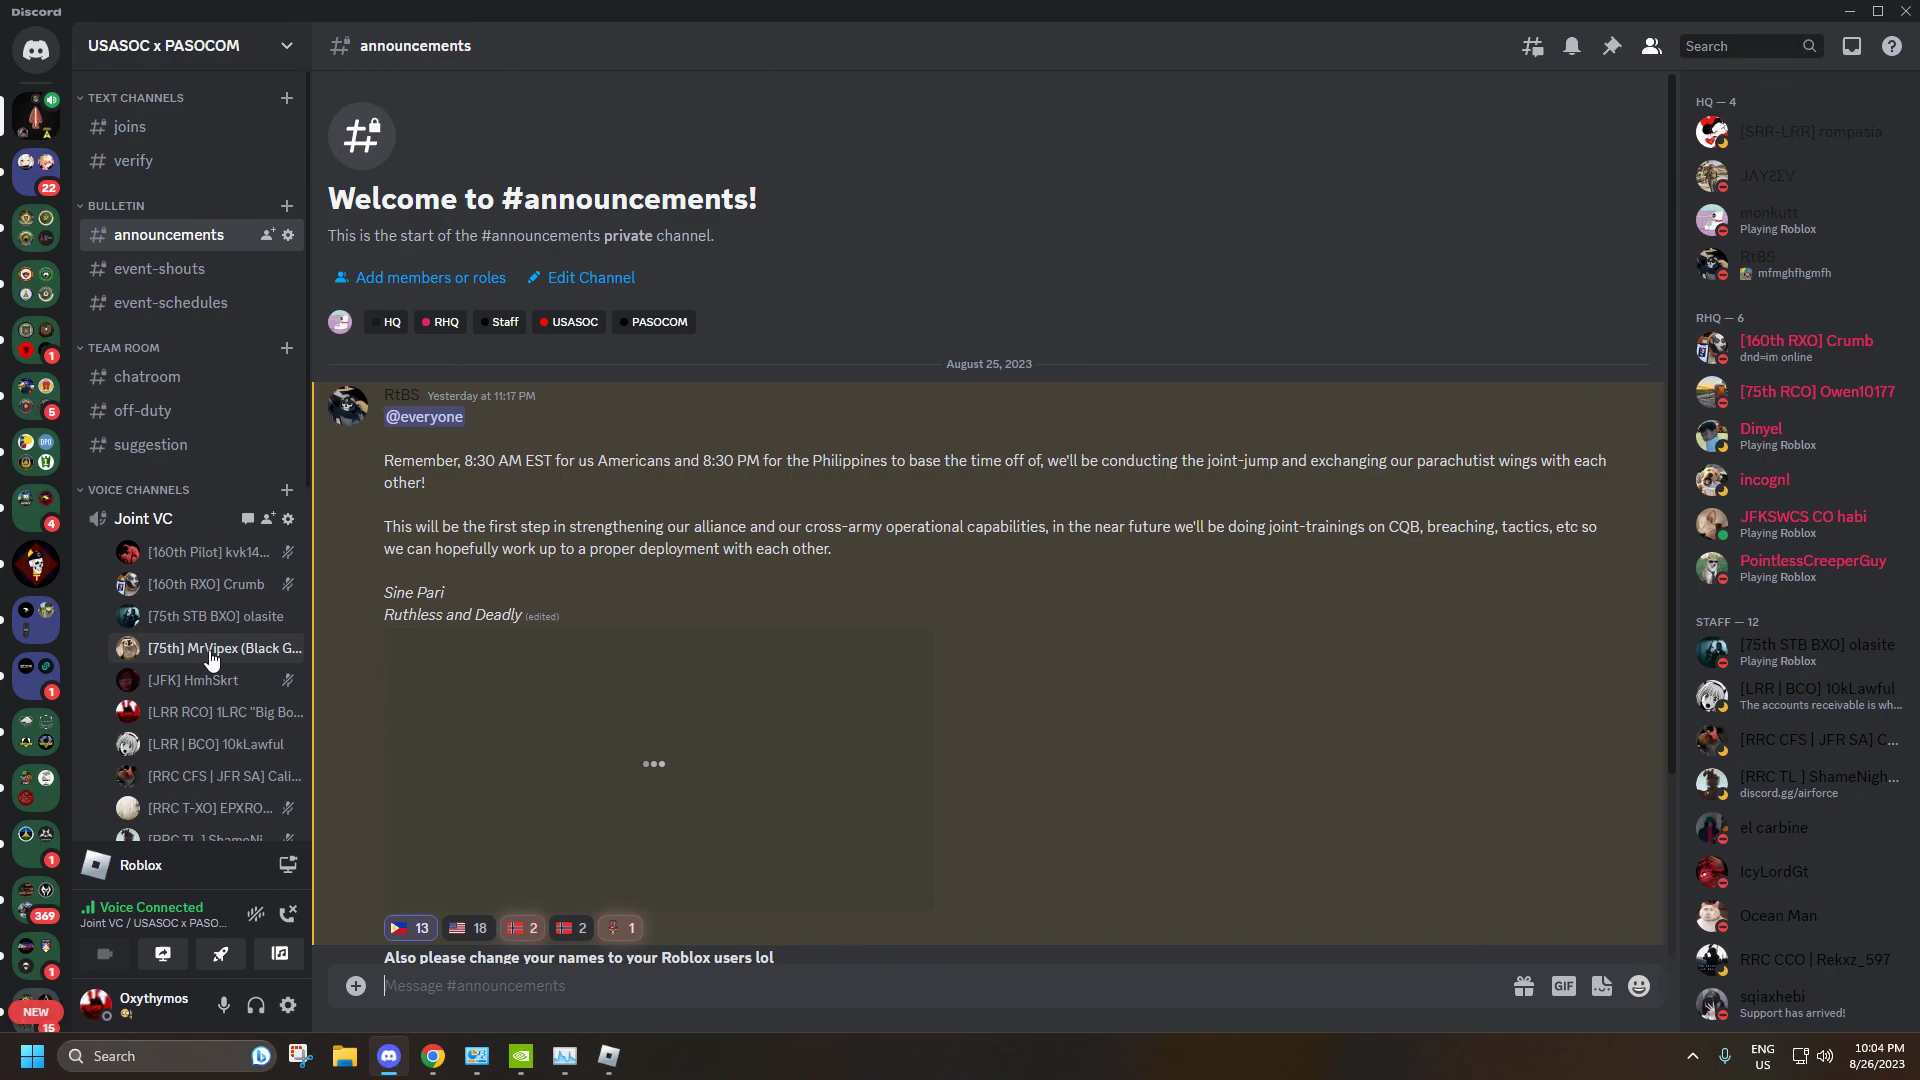 Discord
USASOC x PASOCOM
TEXT CHANNELS
joins
verify
BULLETIN
announcements
event-shouts
event-schedules
TEAM ROOM
chatroom
off-duty
suggestion
VOICE CHANNELS
Joint VC
[160th Pilot] kvk14...
[160th RXO] Crumb
[75th STB BXO] olasite
[75th] MrVipex (Black G...
[JFK] HmhSkrt
[LRR RCO] 1LRC "Big Bo...
[LRR | BCO] 10kLawful
[RRC CFS | JFR SA] Cali...
[RRC T-XO] EPXRO...
[RRC TL ] ShameNi...
Roblox
Voice Connected
Joint VC / USASOC x PASO...
Oxythymos
22
1
5
4
1
1
369
1
NEW
15
announcements
Search
Welcome to #announcements!
This is the start of the #announcements private channel.
Add members or roles
Edit Channel
HQ
RHQ
Staff
USASOC
PASOCOM
August 25, 2023
RtBS Yesterday at 11:17 PM
@everyone
Remember, 8:30 AM EST for us Americans and 8:30 PM for the Philippines to base the time off of, we'll be conducting the joint-jump and exchanging our parachutist wings with each
other!
This will be the first step in strengthening our alliance and our cross-army operational capabilities, in the near future we'll be doing joint-trainings on CQB, breaching, tactics, etc so
we can hopefully work up to a proper deployment with each other.
Sine Pari
Ruthless and Deadly (edited)
13
18
2
2
1
Also please change your names to your Roblox users lol
Message #announcements
GIF
HQ — 4
[SRR-LRR] rompasia
JΛY2ΣV
monkutt
Playing Roblox
RtBS
mfmghfhgmfh
RHQ — 6
[160th RXO] Crumb
dnd=im online
[75th RCO] Owen10177
Dinyel
Playing Roblox
incognl
JFKSWCS CO habi
Playing Roblox
PointlessCreeperGuy
Playing Roblox
STAFF — 12
[75th STB BXO] olasite
Playing Roblox
[LRR | BCO] 10kLawful
The accounts receivable is wh...
[RRC CFS | JFR SA] C...
[RRC TL ] ShameNigh...
discord.gg/airforce
el carbine
IcyLordGt
Ocean Man
RRC CCO | Rekxz_597
sqiaxhebi
Support has arrived!
Search
ENG
US
10:04 PM
8/26/2023